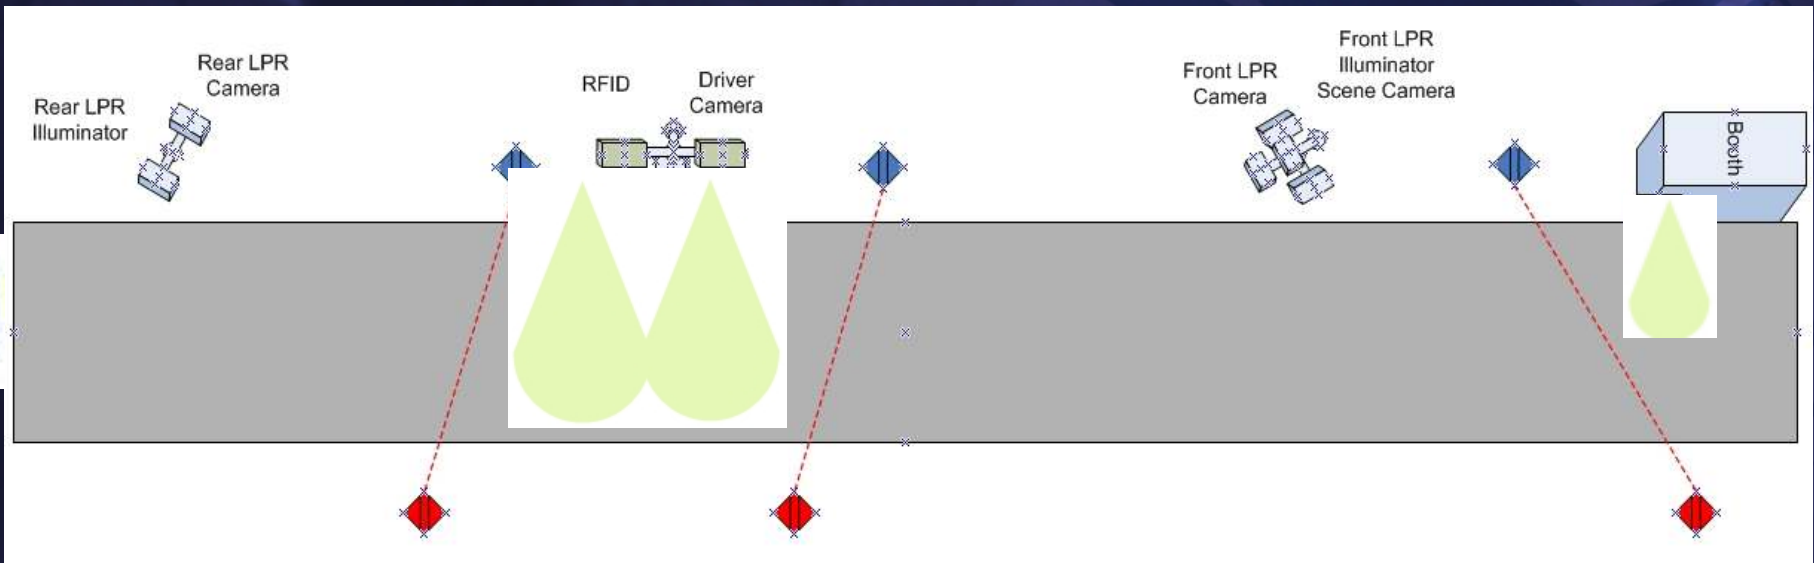 Rear LPR
Illuminator
Rear LPR
Camera
RFID
Driver
Camera
Front LPR
Camera
Front LPR
Illuminator
Scene Camera
Booth